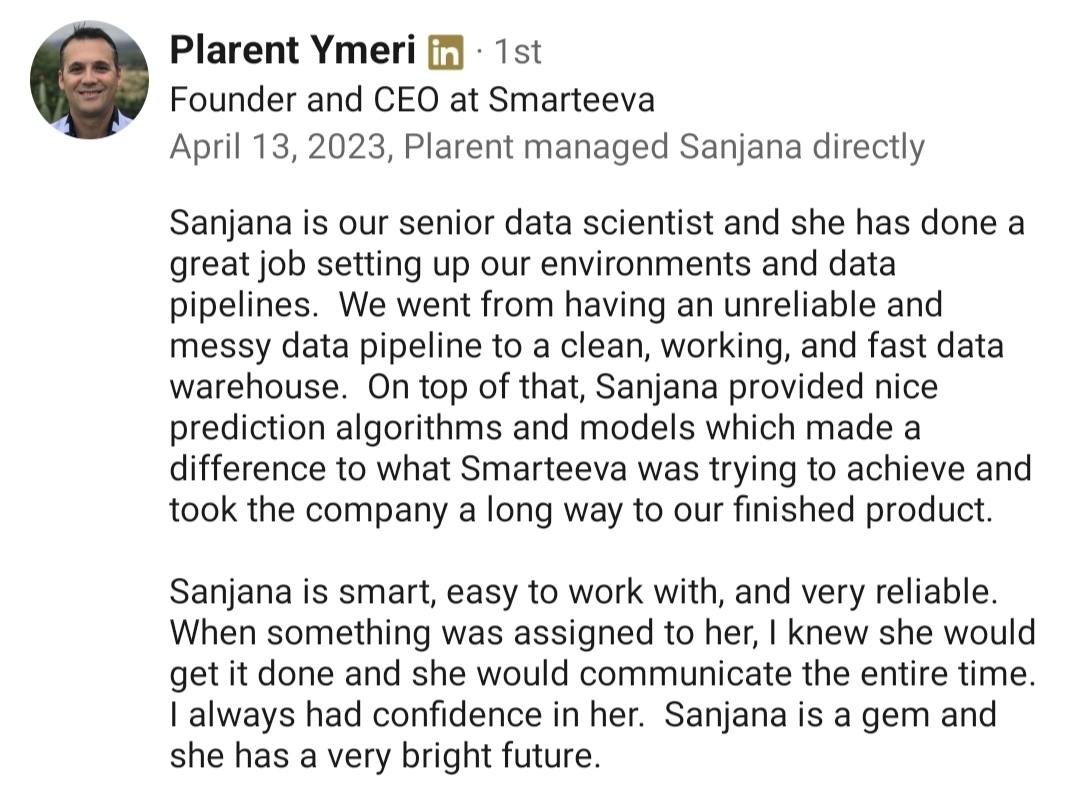 Plarent Ymeri in · 1st
Founder and CEO at Smarteeva
April 13, 2023, Plarent managed Sanjana directly
Sanjana is our senior data scientist and she has done a
great job setting up our environments and data
pipelines.  We went from having an unreliable and
messy data pipeline to a clean, working, and fast data
warehouse.  On top of that, Sanjana provided nice
prediction algorithms and models which made a
difference to what Smarteeva was trying to achieve and
took the company a long way to our finished product.
Sanjana is smart, easy to work with, and very reliable.
When something was assigned to her, I knew she would
get it done and she would communicate the entire time.
I always had confidence in her.  Sanjana is a gem and
she has a very bright future.